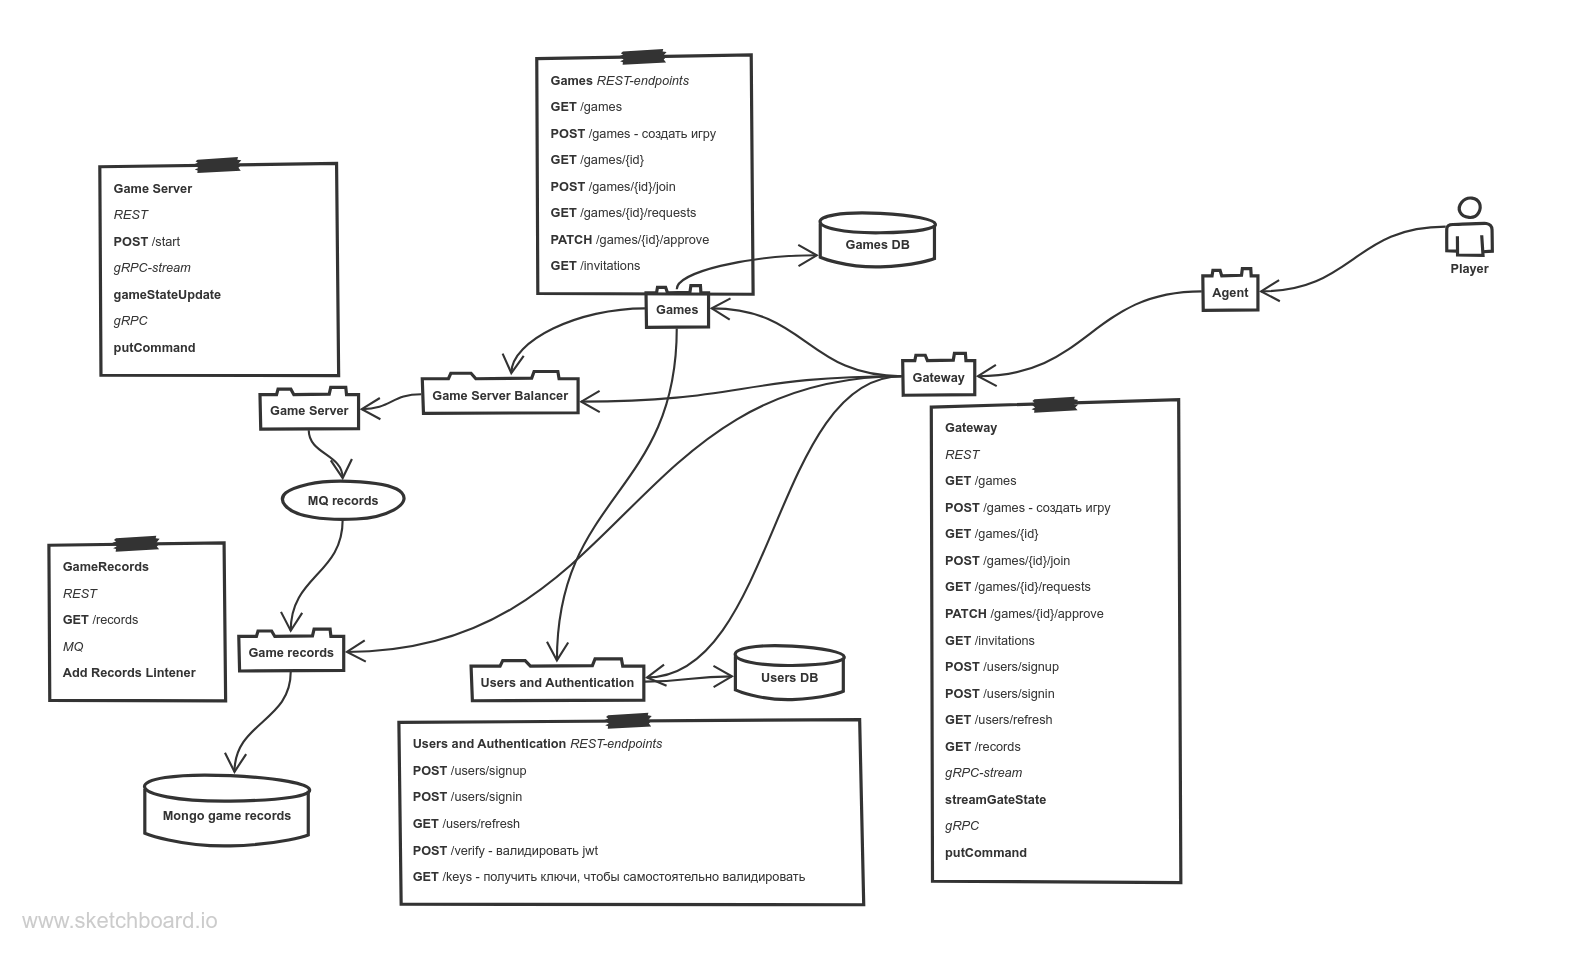 Games REST-endpoints
GET /games
POST /games - создать игру
GET /games/{id}
POST /games/{id}/join
GET /games/{id}/requests
PATCH /games/{id}/approve
GET /invitations
Game Server
REST
POST /start
gRPC-stream
gameStateUpdate
gRPC
putCommand
Games DB
Player
Agent
Games
Gateway
Game Server Balancer
Game Server
MQ records
Gateway
REST
GET /games
POST /games - создать игру
GET /games/{id}
POST /games/{id}/join
GET /games/{id}/requests
PATCH /games/{id}/approve
GET /invitations
POST /users/signup
POST /users/signin
GET /users/refresh
GET /records
gRPC-stream
streamGateState
gRPC
putCommand
GameRecords
REST
GET /records
MQ
Add Records Lintener
Game records
Users and Authentication
Users DB
Users and Authentication REST-endpoints
POST /users/signup
POST /users/signin
GET /users/refresh
POST /verify - валидировать jwt
GET /keys - получить ключи, чтобы самостоятельно валидировать
Mongo game records
www.sketchboard.io